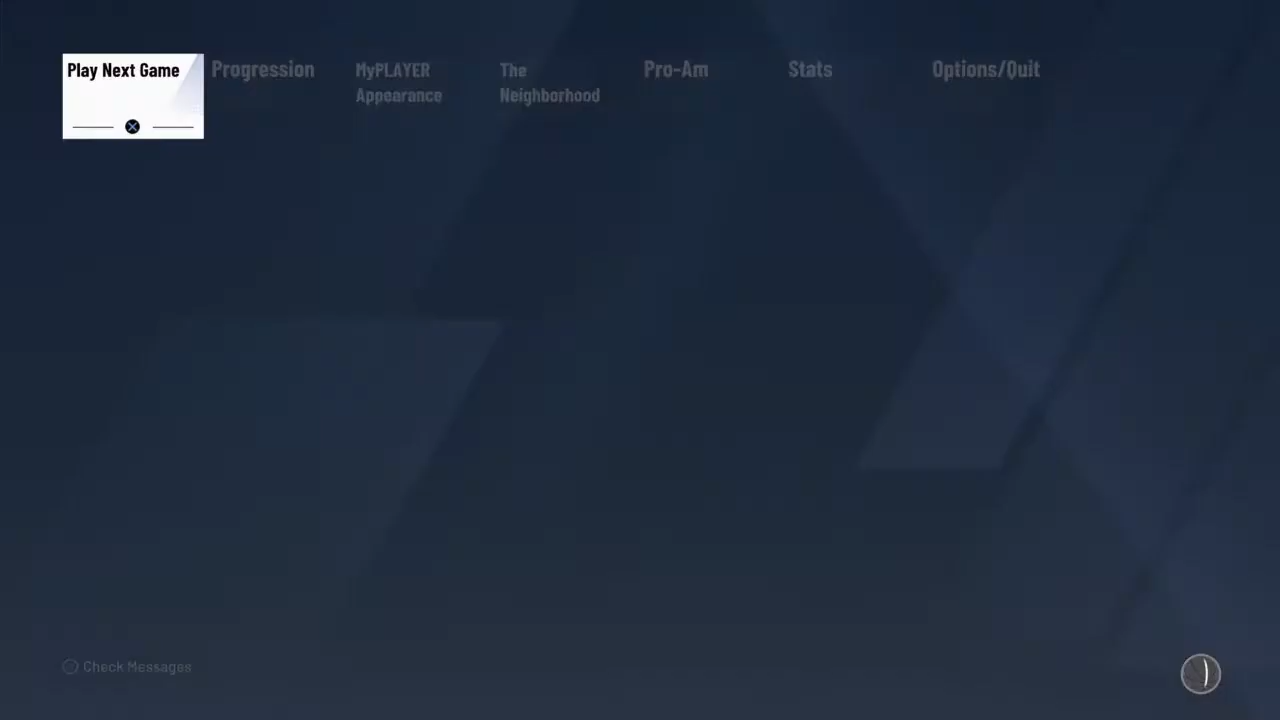 Play Next Game
Progression
MyPLAYER
Appearance
The
Neighborhood
Pro-Am
Stats
Options/Quit
Check Messages